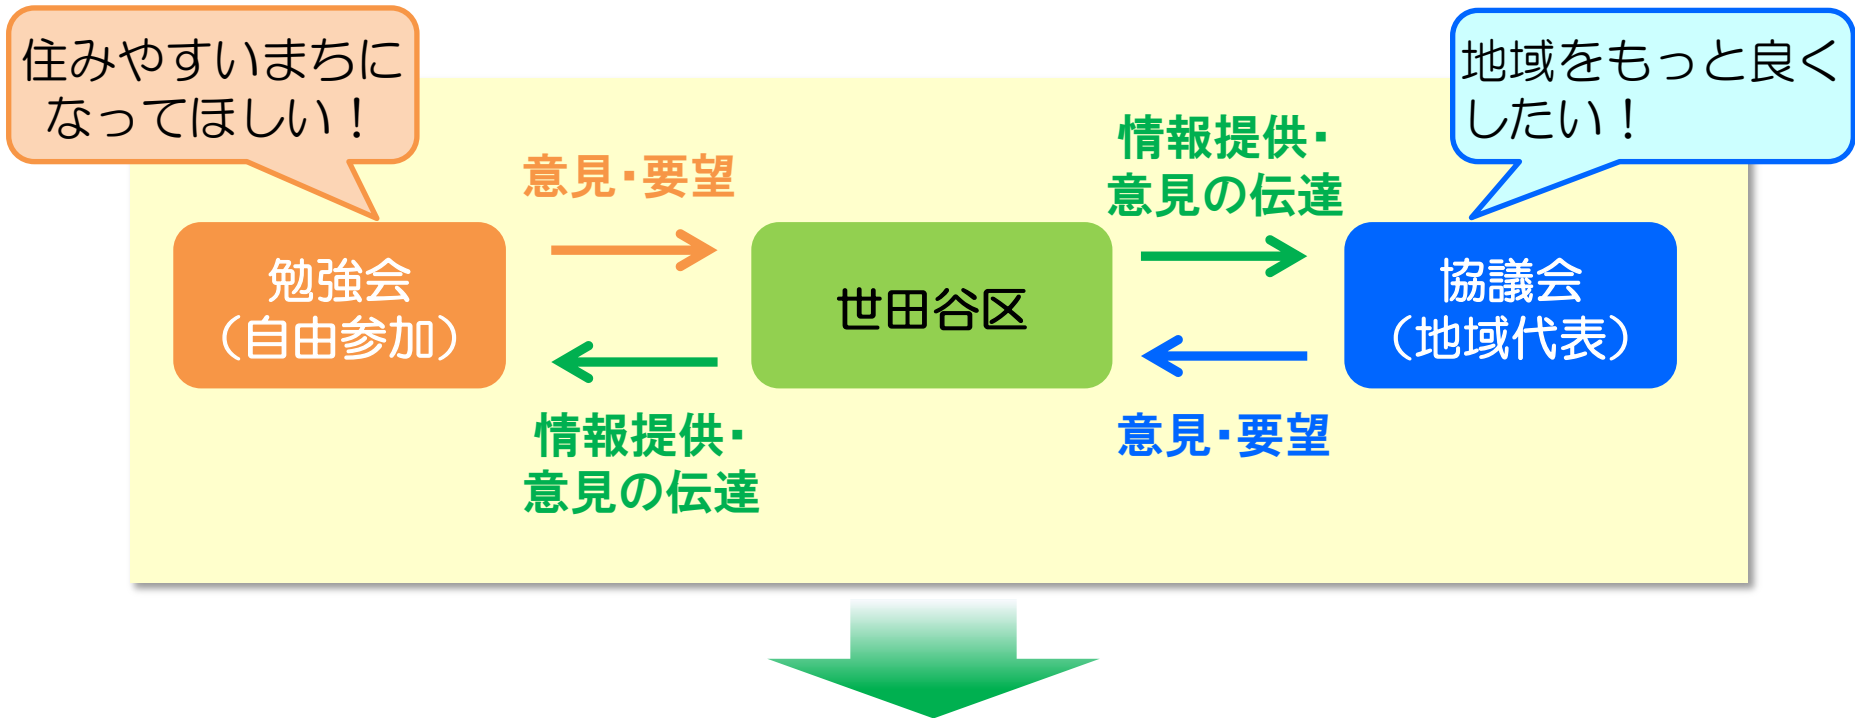 住みやすいまちに
なってほしい！
地域をもっと良く
したい！
意見・要望
情報提供・
意見の伝達
勉強会
（自由参加）
世田谷区
協議会
（地域代表）
情報提供・
意見の伝達
意見・要望